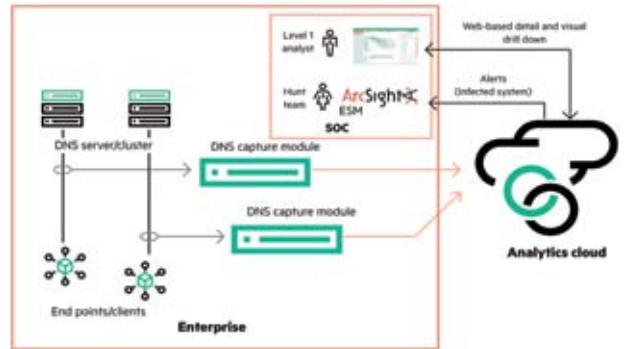 Level 1
analyst
Hunt
team
ArcSight
ESM
SOC
Web-based detail and visual
drill down
Alerts
(Infected system)
DNS server/cluster
DNS capture module
DNS capture module
Analytics cloud
End points/clients
Enterprise